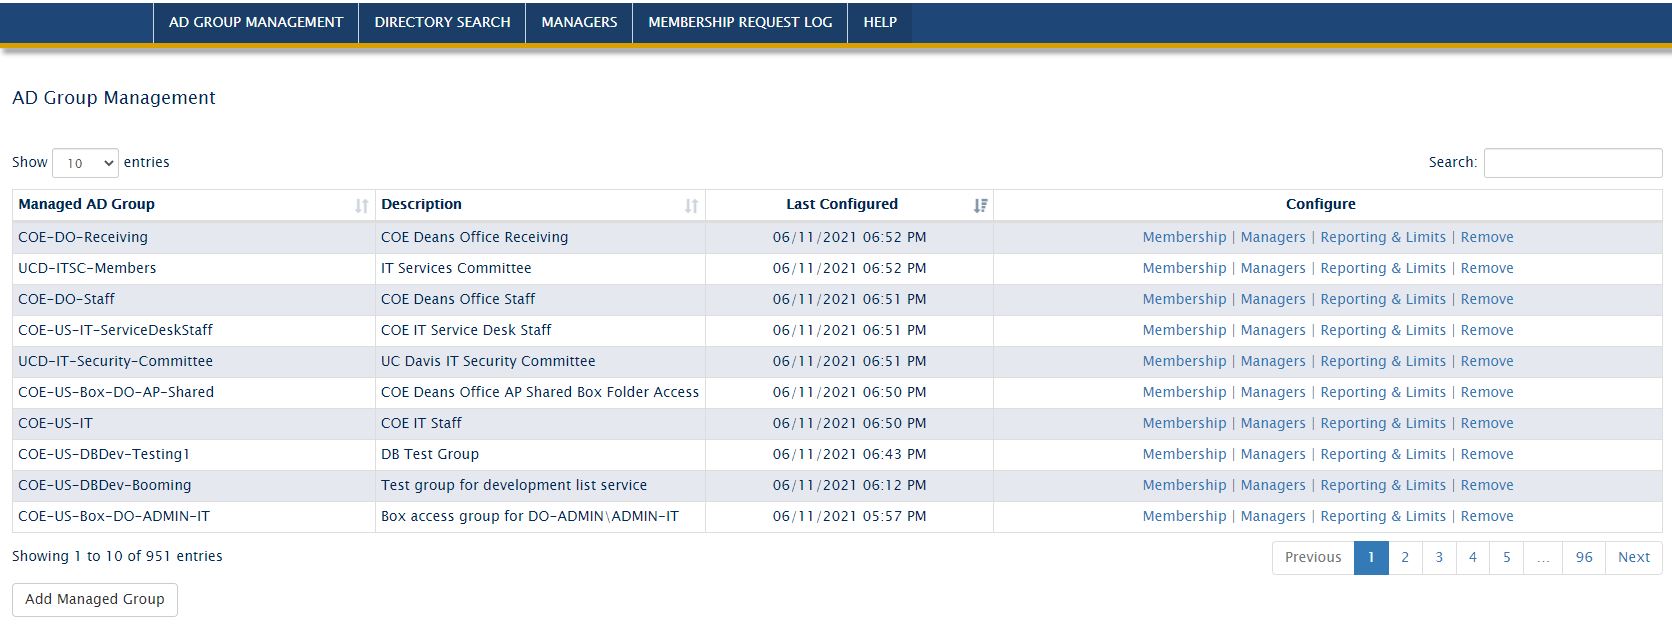 AD GROUP MANAGEMENT DIRECTORY SEARCH MANAGERS MEMBERSHIP REQUEST LOG HELP
AD Group Management
Show 10 entries Search:
Managed AD Group Description Last Configured Configure
COE-DO-Receiving COE Deans Office Receiving 06/11/2021 06:52 PM Membership | Managers | Reporting & Limits | Remove
UCD-ITSC-Members IT Services Committee 06/11/2021 06:52 PM Membership | Managers | Reporting & Limits | Remove
COE-DO-Staff COE Deans Office Staff 06/11/2021 06:51 PM Membership | Managers | Reporting & Limits | Remove
COE-US-IT-ServiceDeskStaff COE IT Service Desk Staff 06/11/2021 06:51 PM Membership | Managers | Reporting & Limits | Remove
UCD-IT-Security-Committee UC Davis IT Security Committee 06/11/2021 06:51 PM Membership | Managers | Reporting & Limits | Remove
COE-US-Box-DO-AP-Shared COE Deans Office AP Shared Box Folder Access 06/11/2021 06:50 PM Membership | Managers | Reporting & Limits | Remove
COE-US-IT COE IT Staff 06/11/2021 06:50 PM Membership | Managers | Reporting & Limits | Remove
COE-US-DBDev-Testing1 DB Test Group 06/11/2021 06:43 PM Membership | Managers | Reporting & Limits | Remove
COE-US-DBDev-Booming Test group for development list service 06/11/2021 06:12 PM Membership | Managers | Reporting & Limits | Remove
COE-US-Box-DO-ADMIN-IT Box access group for DO-ADMIN\ADMIN-IT 06/11/2021 05:57 PM Membership | Managers | Reporting & Limits | Remove
Showing 1 to 10 of 951 entries Previous 1 2 3 4 5 ... 96 Next
Add Managed Group